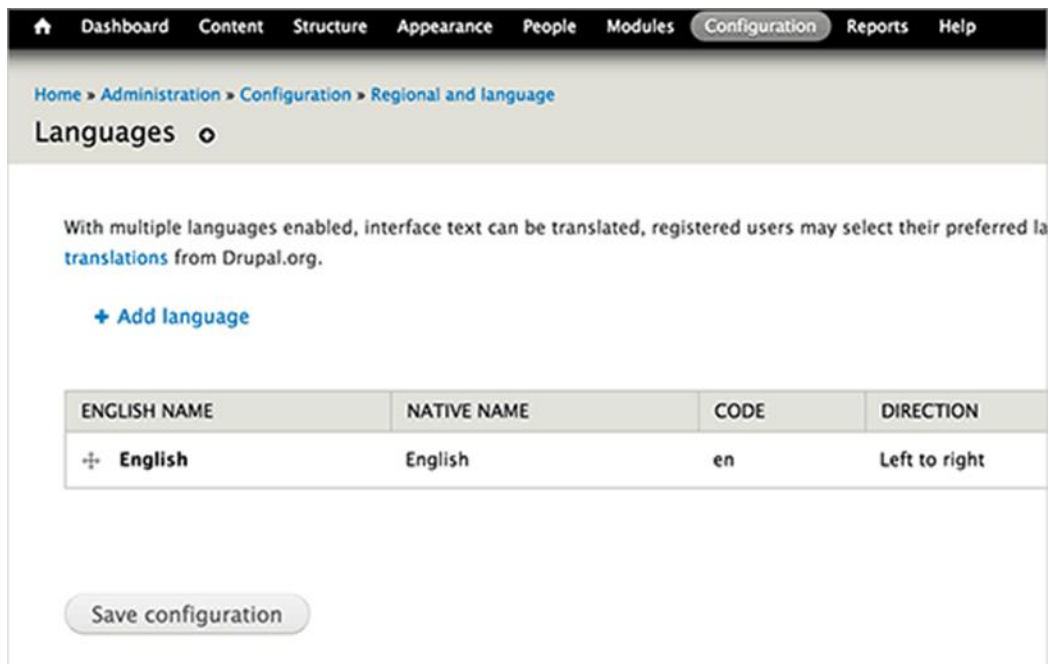 Dashboard Content Structure Appearance People Modules Configuration Reports Help
Home » Administration » Configuration » Regional and language
Languages
With multiple languages enabled, interface text can be translated, registered users may select their preferred la
translations from Drupal.org.
+ Add language
ENGLISH NAME NATIVE NAME CODE DIRECTION
English English en Left to right
Save configuration